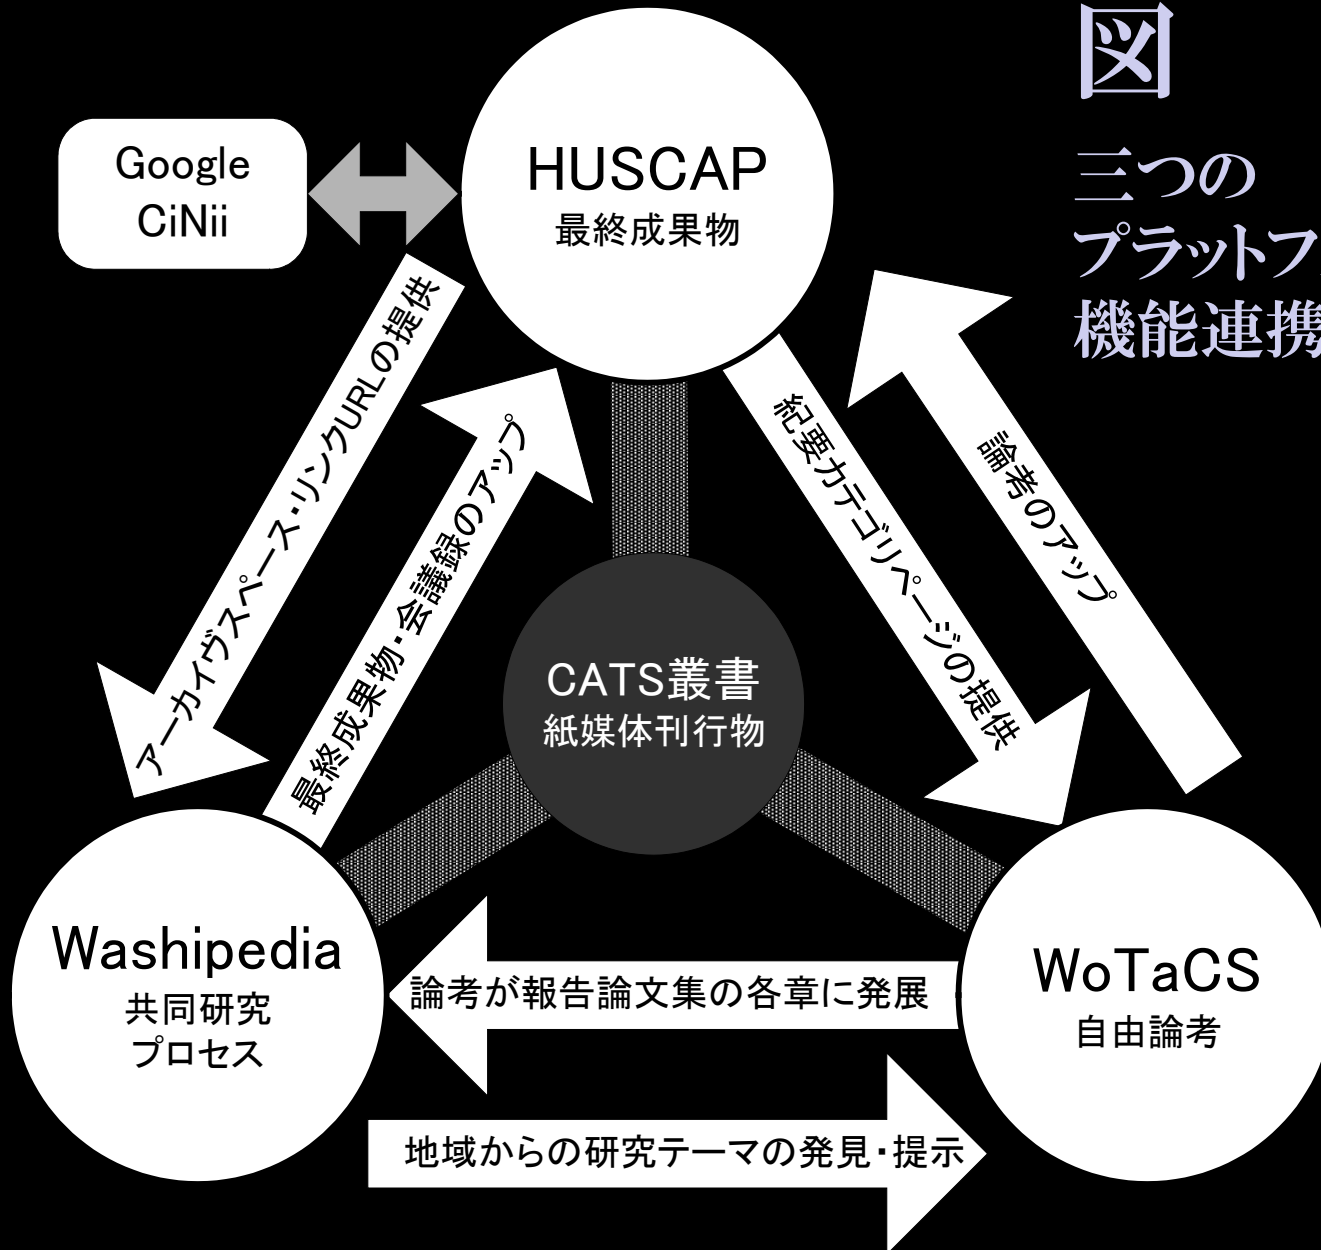 図
三つの
プラットフ
機能連携
Google
CiNii
HUSCAP
最終成果物
アーカイヴスペース・リンクURLの提供
最終成果物・会議録のアップ
紀要カテゴリページの提供
論考のアップ
CATS叢書
紙媒体刊行物
Washipedia
共同研究
プロセス
論考が報告論文集の各章に発展
WoTaCS
自由論考
地域からの研究テーマの発見・提示